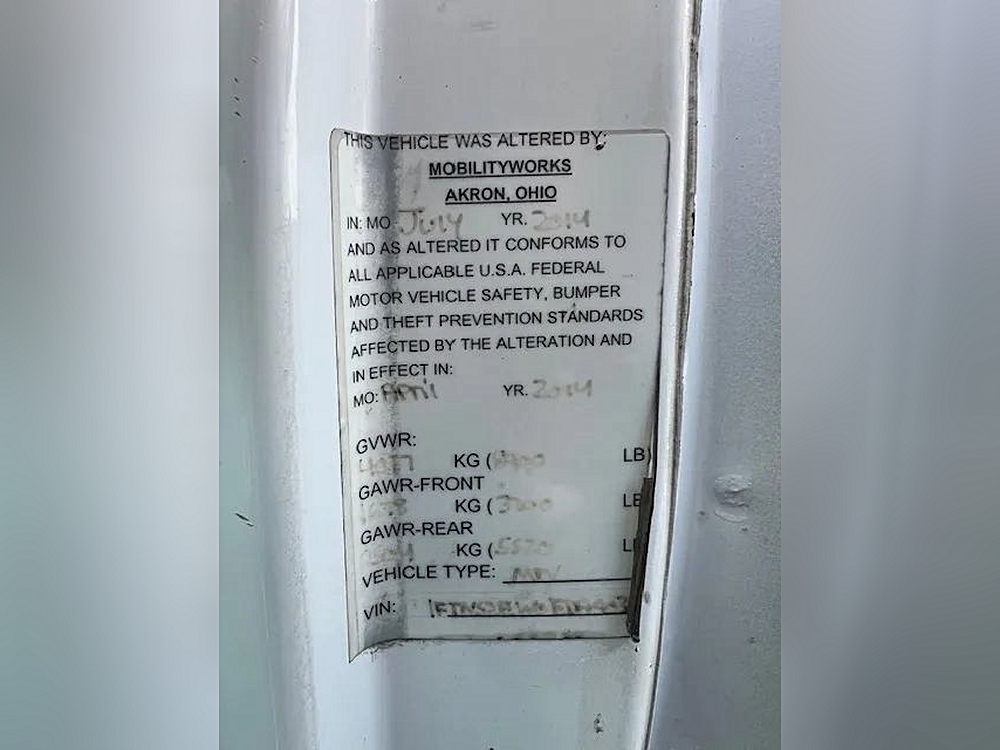 THIS VEHICLE WAS ALTERED BY:
MOBILITYWORKS
AKRON, OHIO
IN: MO July YR. 2014
AND AS ALTERED IT CONFORMS TO
ALL APPLICABLE U.S.A. FEDERAL
MOTOR VEHICLE SAFETY, BUMPER
AND THEFT PREVENTION STANDARDS
AFFECTED BY THE ALTERATION AND
IN EFFECT IN:
MO: April YR. 2014
GVWR:
KG ( LB)
GAWR-FRONT
KG ( LB
GAWR-REAR
KG (
VEHICLE TYPE:
VIN: